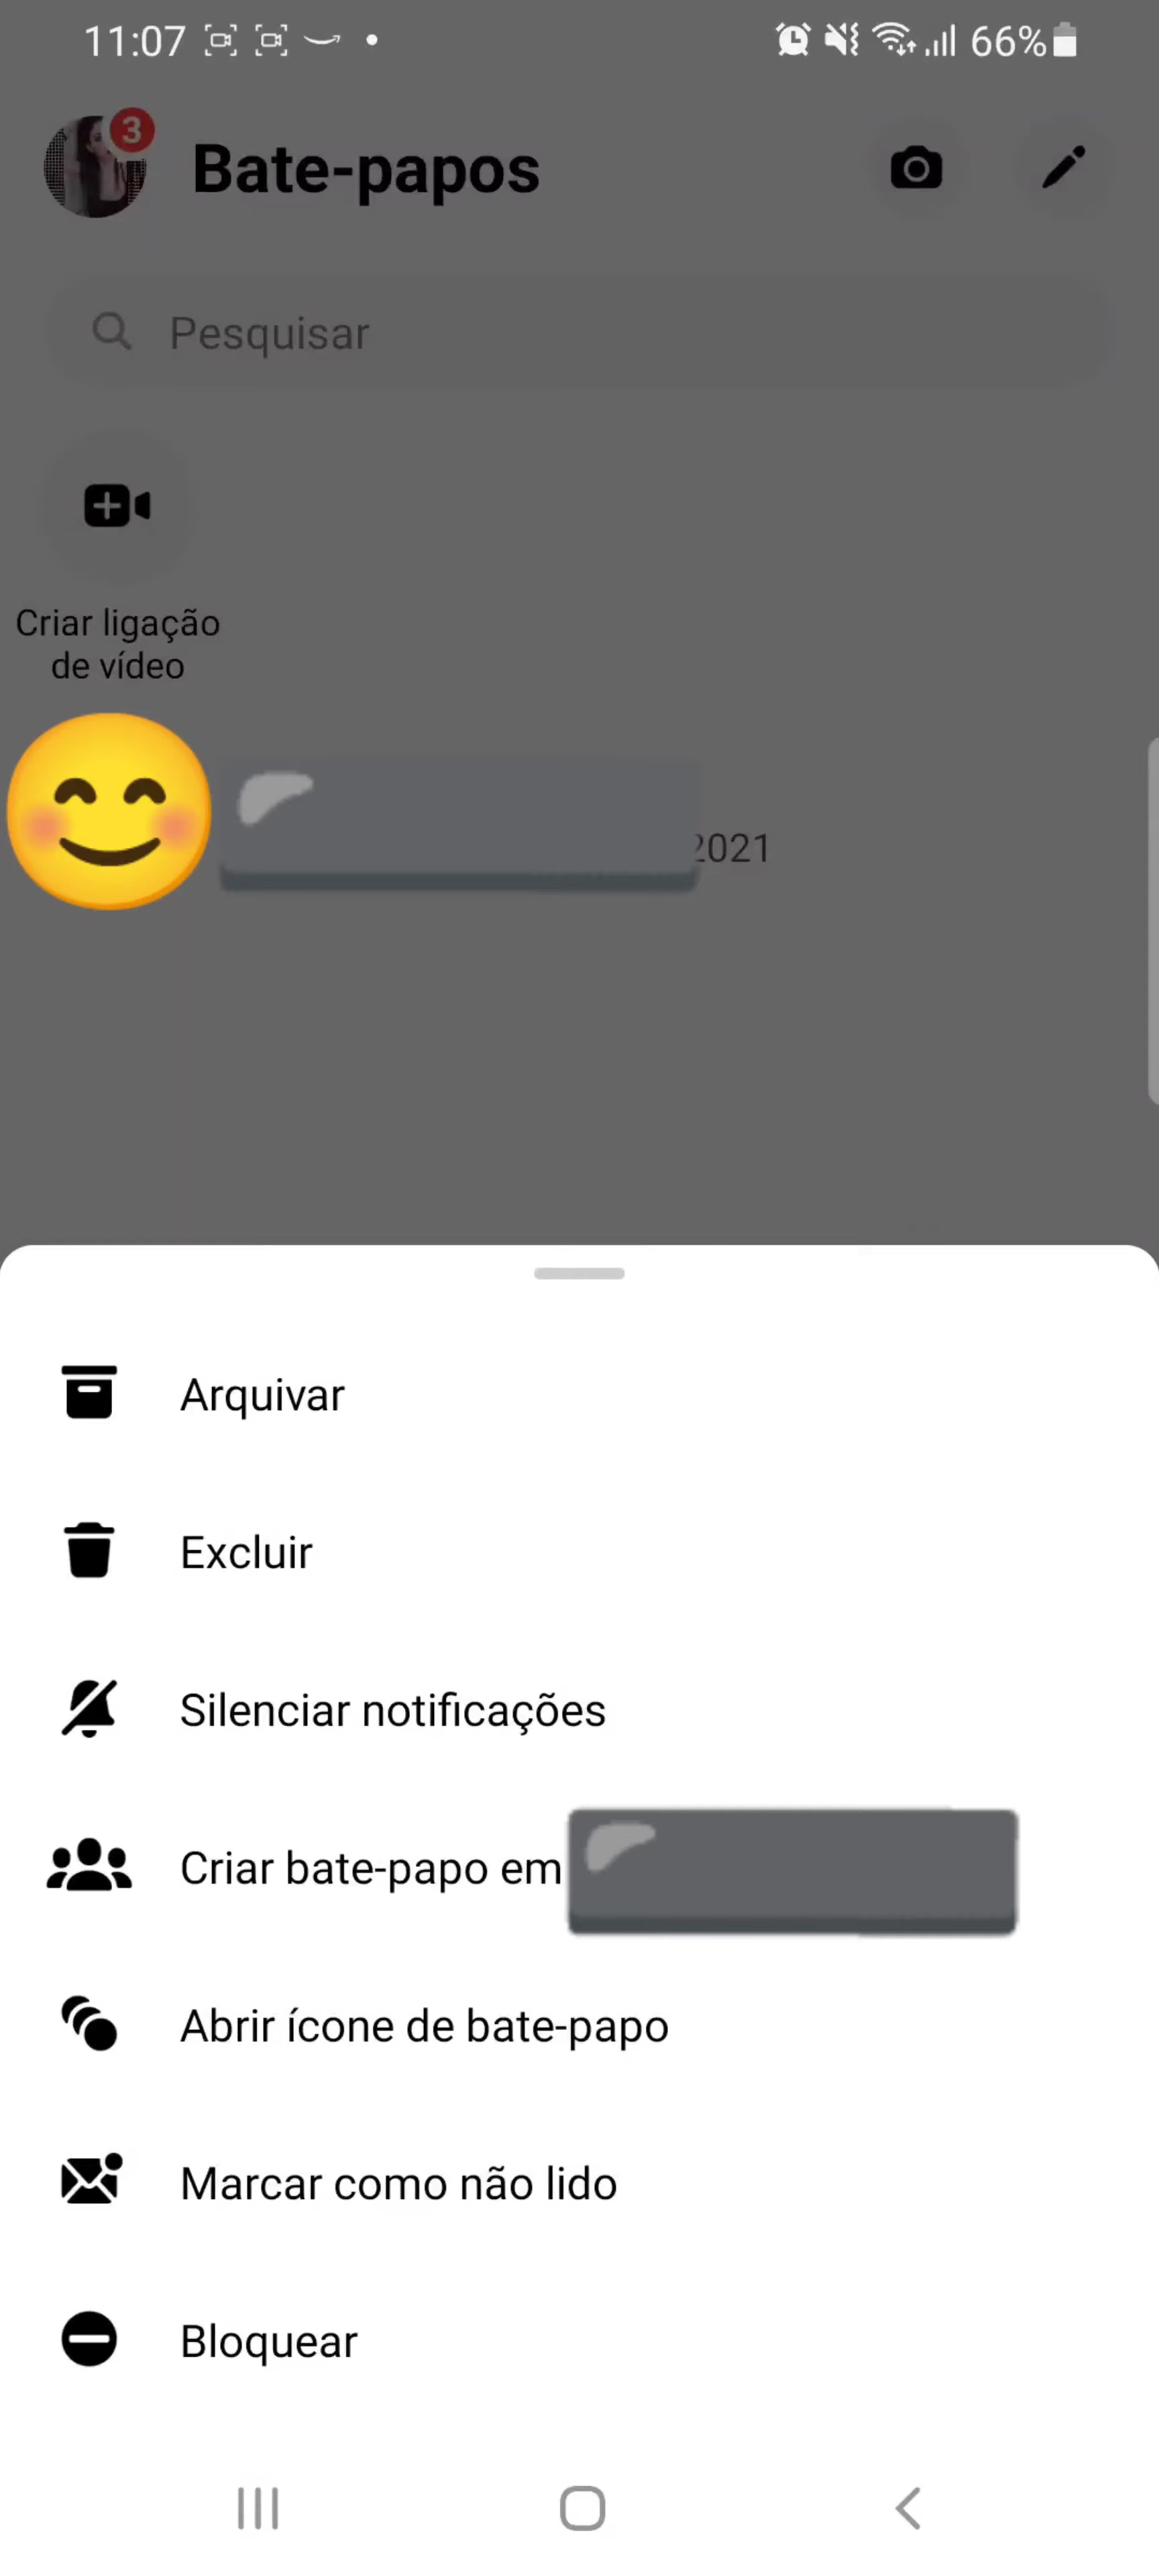 11:07
66%
3
Bate-papos
Pesquisar
Criar ligação
de vídeo
2021
Arquivar
Excluir
Silenciar notificações
Criar bate-papo em
Abrir ícone de bate-papo
Marcar como não lido
Bloquear